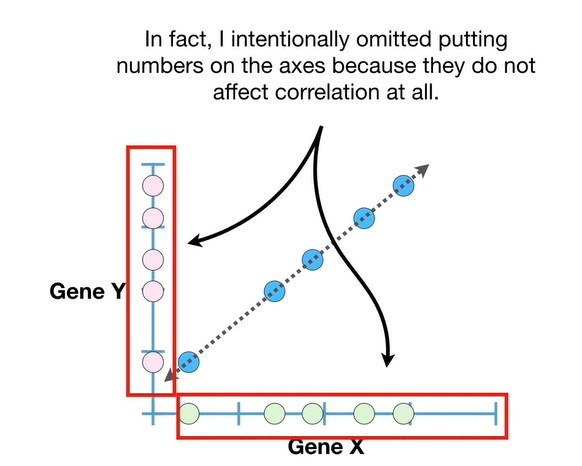 In fact, I intentionally omitted putting
numbers on the axes because they do not
affect correlation at all.
Gene Y
Gene X